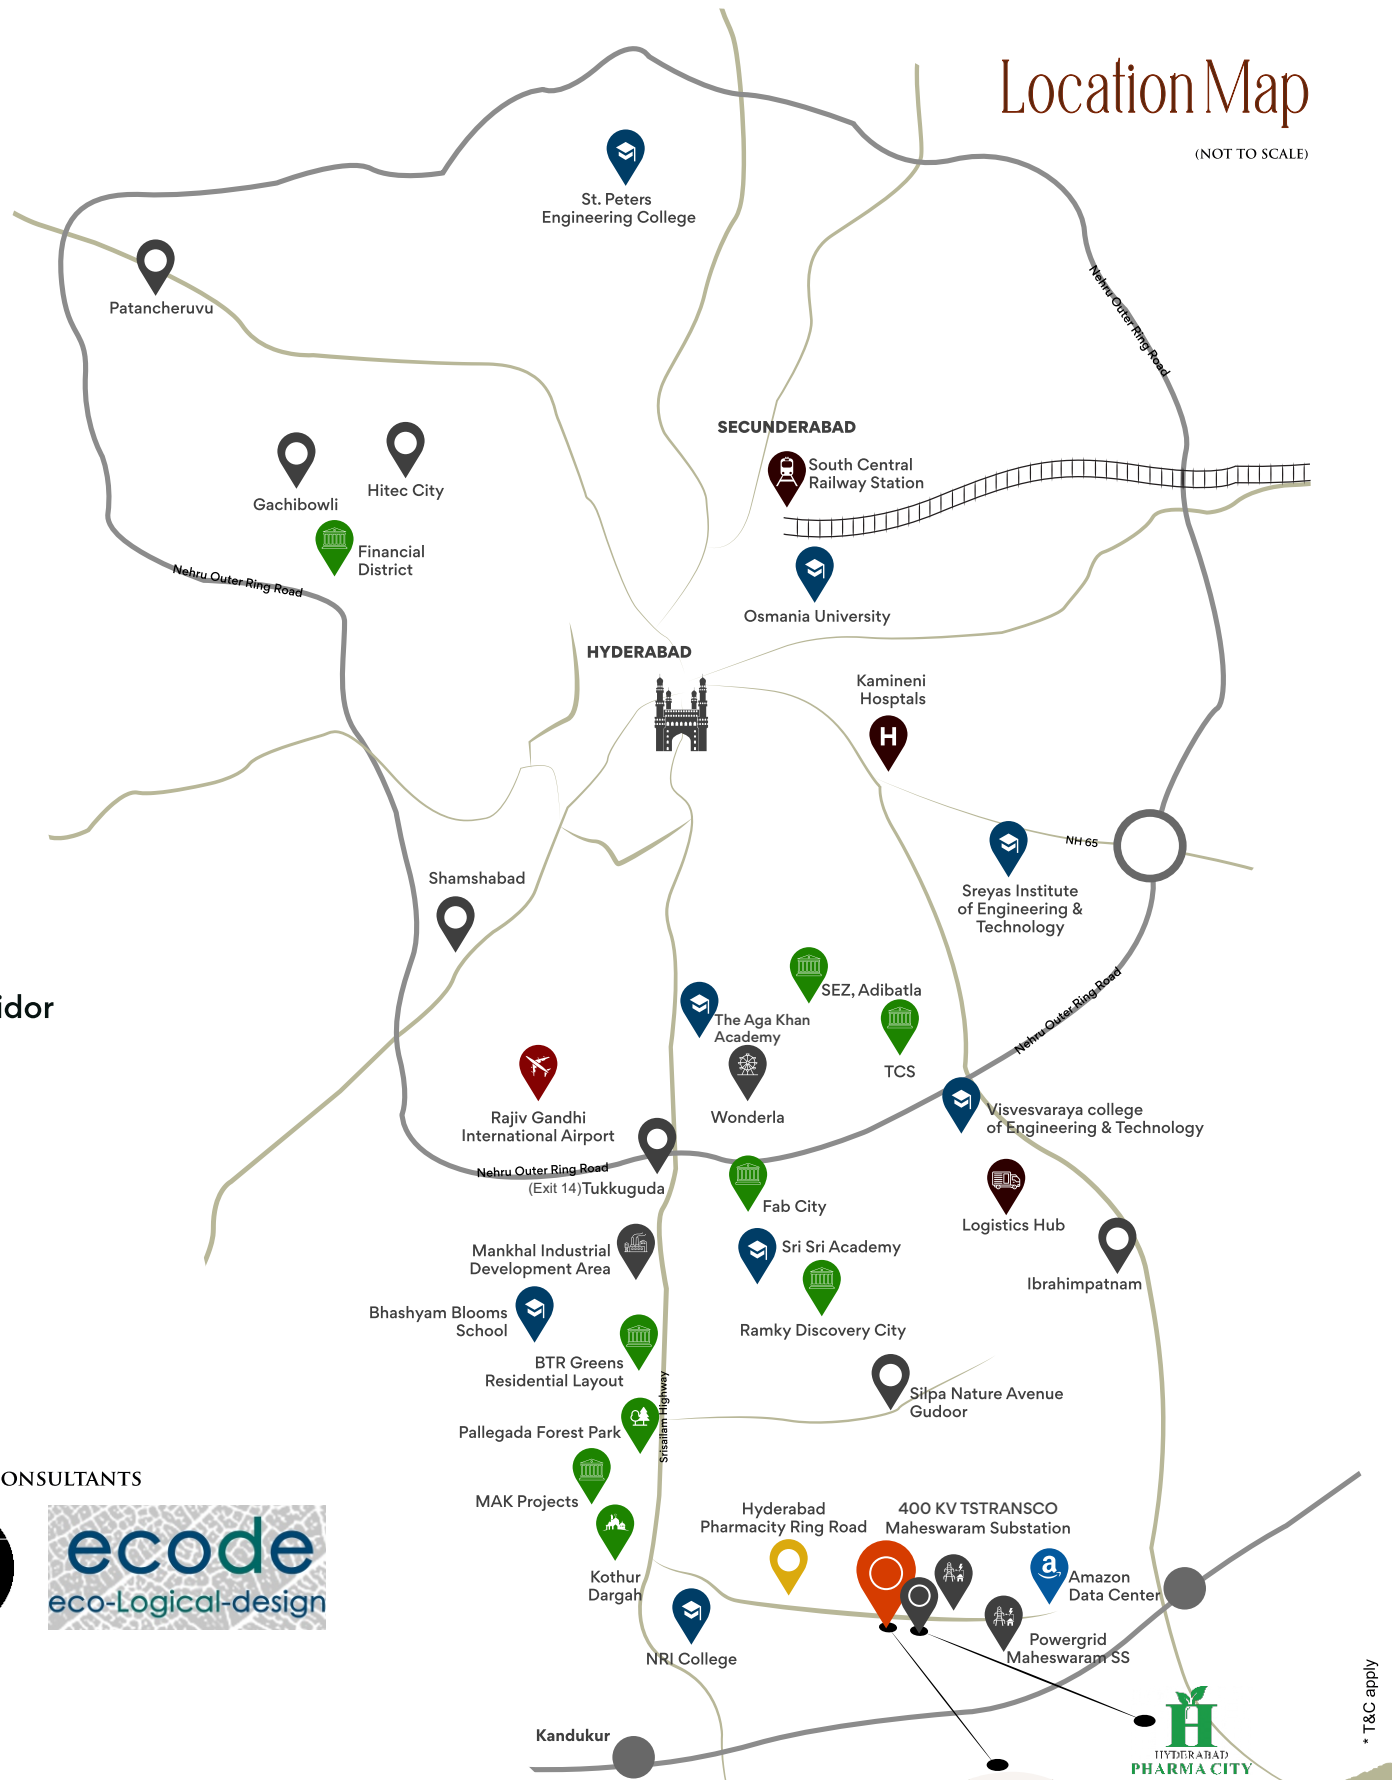 Location Map
(NOT TO SCALE)
St. Peters
Engineering College
Patancheruvu
Nehru Outer Ring Road
SECUNDERABAD
South Central
Railway Station
Gachibowli
Hitec City
Financial
District
Nehru Outer Ring Road
Osmania University
HYDERABAD
Kamineni
Hosptals
H
NH 65
Sreyas Institute
of Engineering &
Technology
Shamshabad
idor
SEZ, Adibatla
The Aga Khan
Academy
TCS
Nehru Outer Ring Road
Rajiv Gandhi
International Airport
Wonderla
Visvesvaraya college
of Engineering & Technology
Nehru Outer Ring Road
(Exit 14)Tukkuguda
Fab City
Logistics Hub
Mankhal Industrial
Development Area
Sri Sri Academy
Ibrahimpatnam
Bhashyam Blooms
School
Ramky Discovery City
BTR Greens
Residential Layout
Srisailam Highway
Silpa Nature Avenue
Gudoor
Pallegada Forest Park
MAK Projects
ONSULTANTS
ecode
eco-Logical-design
Hyderabad
Pharmacity Ring Road
400 KV TSTRANSCO
Maheswaram Substation
Kothur
Dargah
a
Amazon
Data Center
NRI College
Powergrid
Maheswaram SS
Kandukur
H
HYDERABAD
PHARMA CITY
* T&C apply